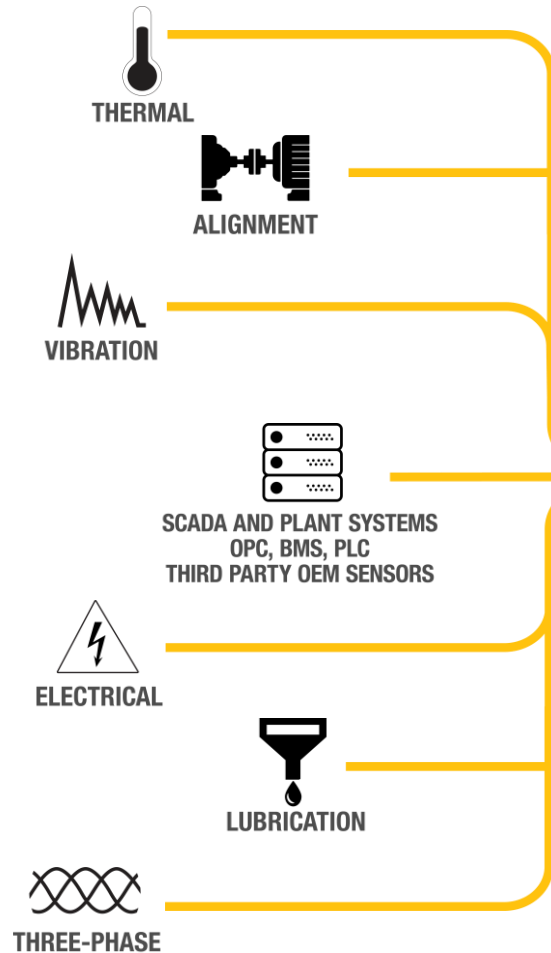 THERMAL
ALIGNMENT
VIBRATION
SCADA AND PLANT SYSTEMS
OPC, BMS, PLC
THIRD PARTY OEM SENSORS
ELECTRICAL
LUBRICATION
THREE-PHASE